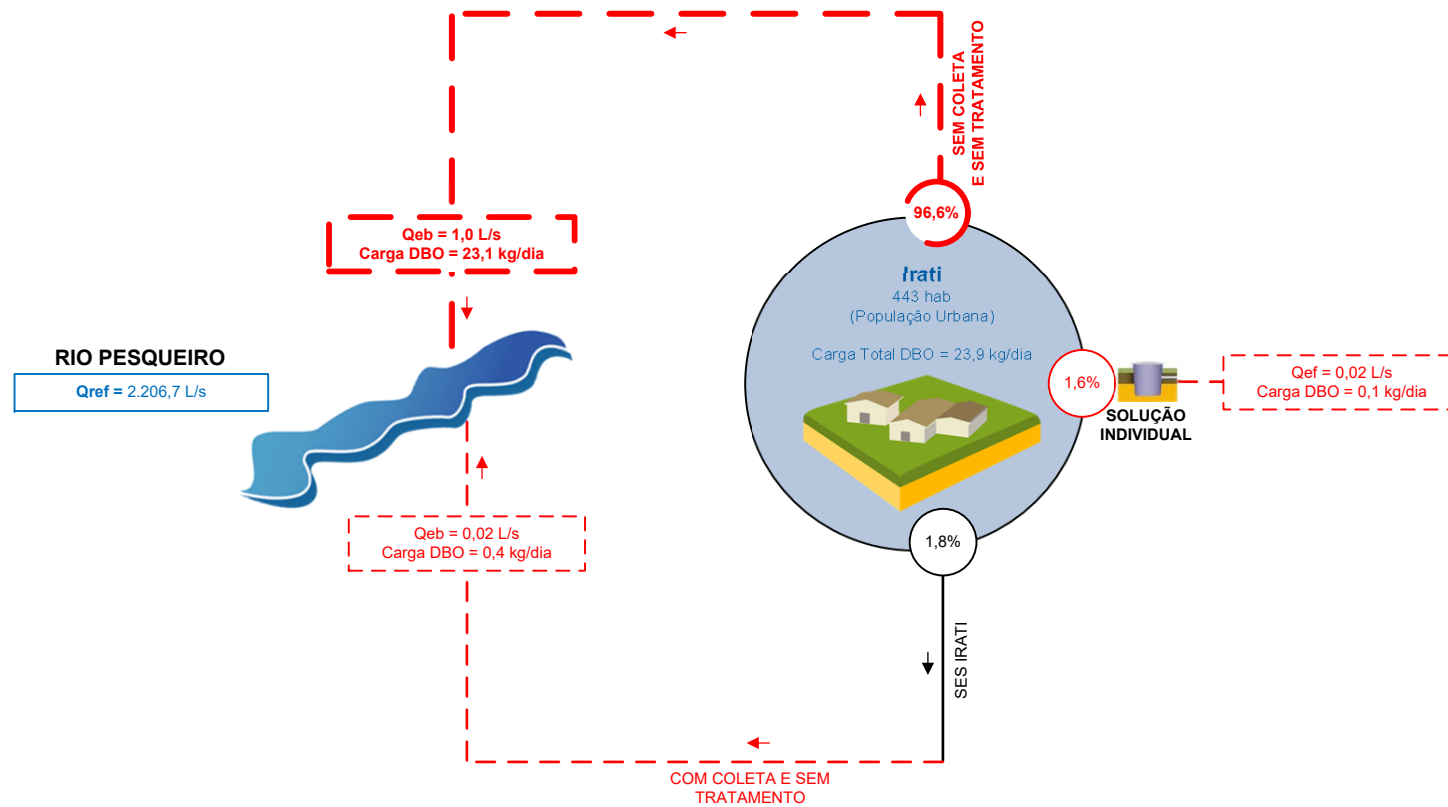 SEM COLETA
E SEM TRATAMENTO
96,6%
Qeb = 1,0 L/s
Carga DBO = 23,1 kg/dia
Irati
443 hab
(População Urbana)
Carga Total DBO = 23,9 kg/dia
RIO PESQUEIRO
Qref = 2.206,7 L/s
1,6%
SOLUÇÃO
INDIVIDUAL
Qef = 0,02 L/s
Carga DBO = 0,1 kg/dia
Qeb = 0,02 L/s
Carga DBO = 0,4 kg/dia
1,8%
SES IRATI
COM COLETA E SEM
TRATAMENTO